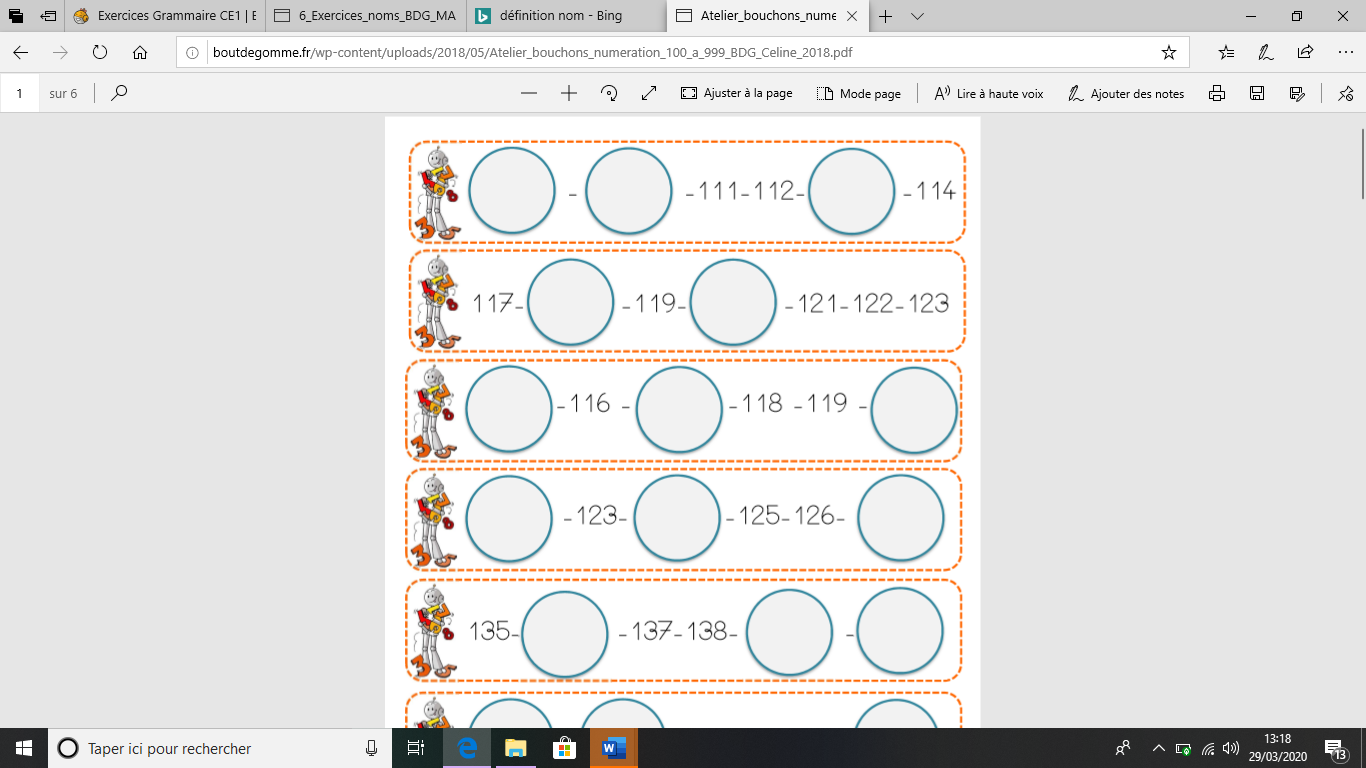 Exercices Grammaire CE1 | E
6_Exercices_noms_BDG_MA
définition nom - Bing
Atelier_bouchons_nume
boutdegomme.fr/wp-content/uploads/2018/05/Atelier_bouchons_numeration_100_a_999_BDG_Celine_2018.pdf
1 sur 6
Ajuster à la page
Mode page
Lire à haute voix
Ajouter des notes
- -111-112- -114
117- -119- -121-122-123
-116 - -118 -119 -
-123- -125-126-
135- -137-138- -
Taper ici pour rechercher
13:18
29/03/2020
13